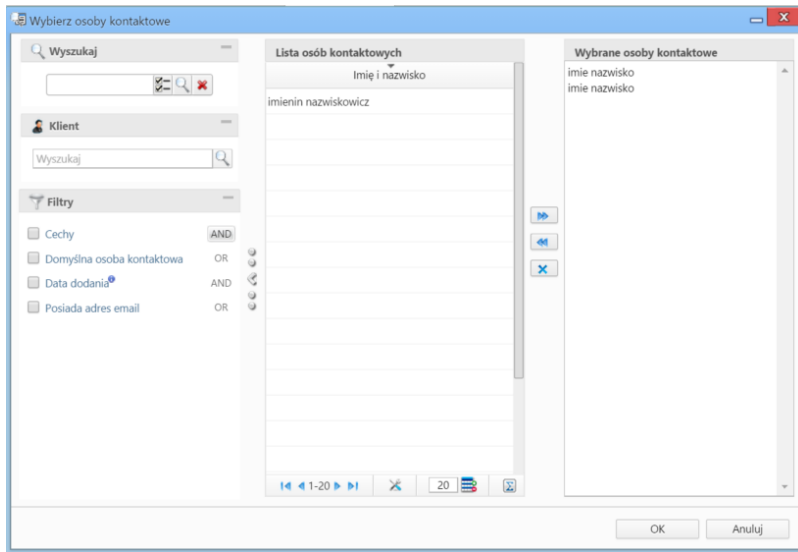 Wybierz osoby kontaktowe
Wyszukaj
Klient
Wyszukaj
Filtry
Cechy AND
Domyślna osoba kontaktowa OR
Data dodania AND
Posiada adres email OR
Lista osób kontaktowych
Imię i nazwisko
imienin nazwiskowicz
1-20
20
Wybrane osoby kontaktowe
imie nazwisko
imie nazwisko
OK
Anuluj